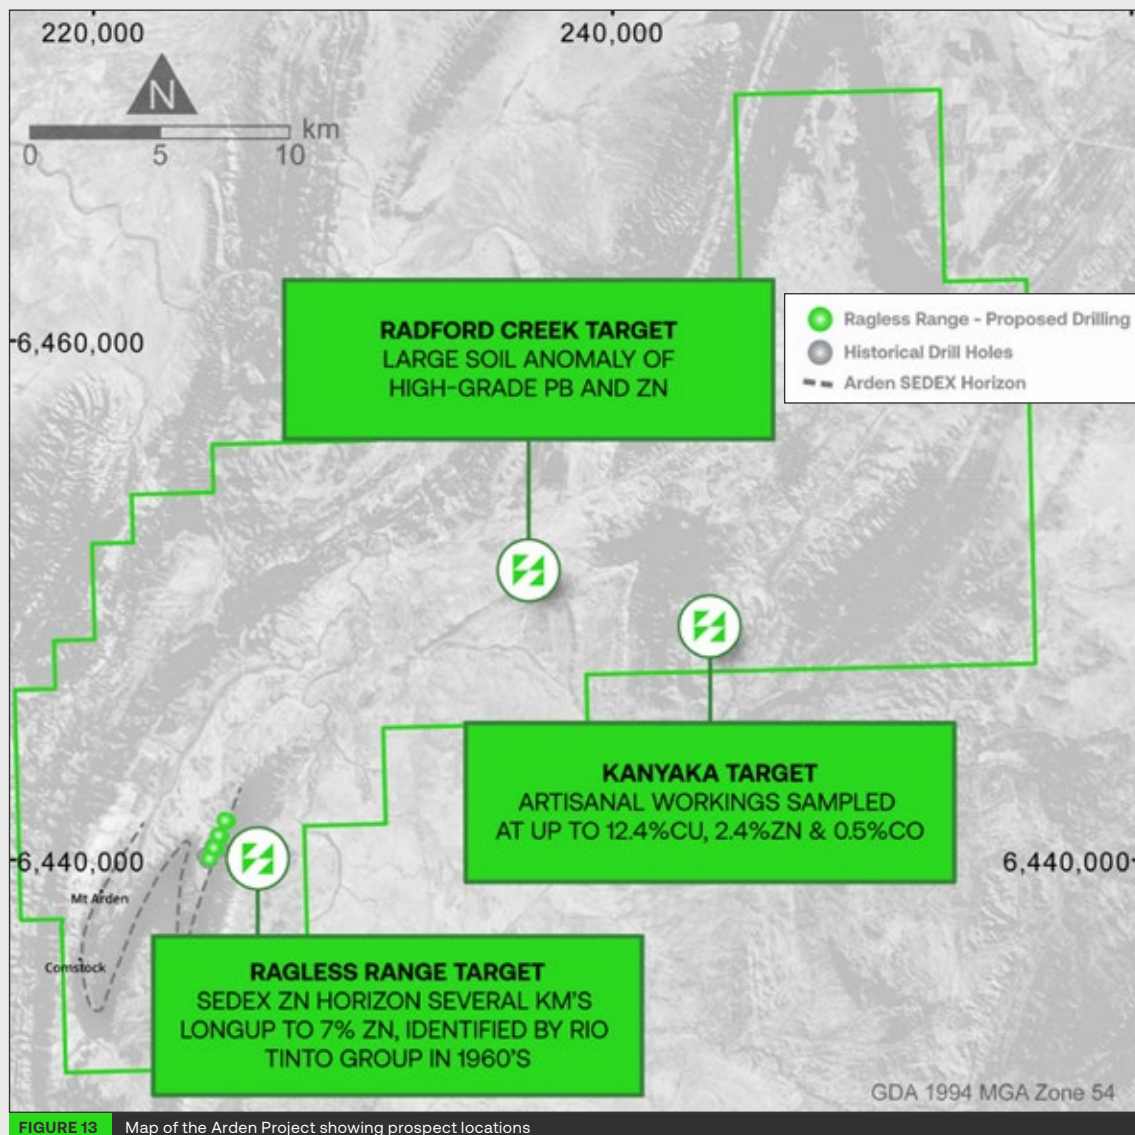 220,000
240,000
N
km
0 5 10
6,460,000
RADFORD CREEK TARGET
LARGE SOIL ANOMALY OF
HIGH-GRADE PB AND ZN
Ragless Range - Proposed Drilling
Historical Drill Holes
Arden SEDEX Horizon
KANYAKA TARGET
ARTISANAL WORKINGS SAMPLED
AT UP TO 12.4%CU, 2.4%ZN & 0.5%CO
6,440,000
6,440,000
Mt Arden
Comstock
RAGLESS RANGE TARGET
SEDEX ZN HORIZON SEVERAL KM'S
LONGUP TO 7% ZN, IDENTIFIED BY RIO
TINTO GROUP IN 1960'S
GDA 1994 MGA Zone 54
FIGURE 13 Map of the Arden Project showing prospect locations